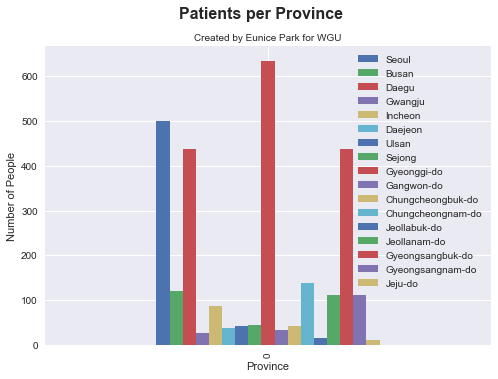 Patients per Province
Created by Eunice Park for WGU
Number of People
600
500
400
300
200
100
0
Seoul
Busan
Daegu
Gwangju
Incheon
Daejeon
Ulsan
Sejong
Gyeonggi-do
Gangwon-do
Chungcheongbuk-do
Chungcheongnam-do
Jeollabuk-do
Jeollanam-do
Gyeongsangbuk-do
Gyeongsangnam-do
Jeju-do
0
Province